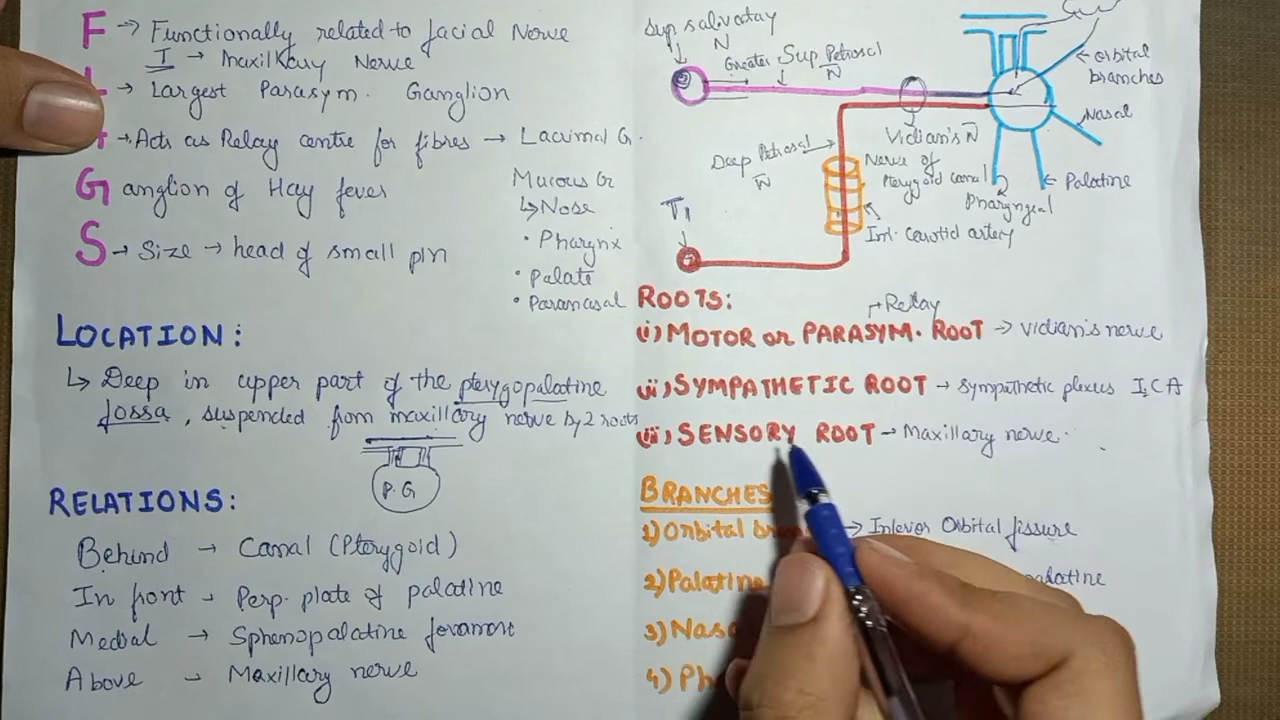 F → Functionally related to facial Nerve
I → Maxillary Nerve
L → Largest Parasym. Ganglion
→ Acts as Relay centre for fibres → Lacrimal G.
Mucous Gr
↳ Nose
• Pharynx
• Palate
• Paranasal
G anglion of Hay fever
S → Size → head of small pin
LOCATION:
↳ Deep in upper part of the pterygopalatine
fossa, suspended from maxillary nerve by 2 roots
P.G
RELATIONS:
Behind → Canal (Pterygoid)
In front - Perp. plate of palatine
Medial → Sphenopalatine foramen
Above - Maxillary nerve
Sup salivatory
N
Greater Sup. Petrosal
N
Orbital
branches
Nasal
Vidian's N
Nerve of
Pterygoid canal
Deep Petrosal
N
Palatine
Pharyngeal
T1
Int. Carotid artery
ROOTS:
Relay
(i) MOTOR or PARASYM. ROOT → Vidian's nerve
(ii) SYMPATHETIC ROOT → Sympathetic plexus ICA
(iii) SENSORY ROOT → Maxillary nerve.
BRANCHES
1) Orbital → Inferior Orbital fissure
2) Palatine
3) Nas
4) Ph